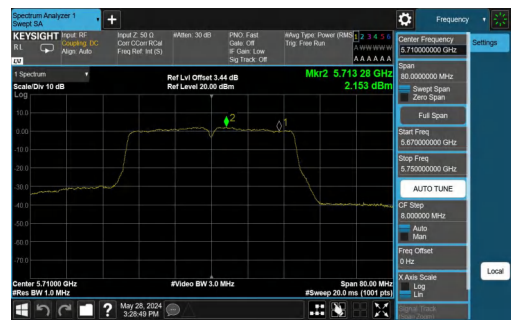 Spectrum Analyzer 1
Swept SA
+
Frequency
KEYSIGHT
RL
Input: RF
Coupling: DC
Align: Auto
Input Z: 50 Ω
Corr CCorr RCal
Freq Ref: Int (S)
#Atten: 30 dB
PNO: Fast
Gate: Off
IF Gain: Low
Sig Track: Off
#Avg Type: Power (RMS
Trig: Free Run
1 2 3 4 5 6
A W W W W W
A A A A A A
LV
1 Spectrum
Scale/Div 10 dB
Ref Lvl Offset 3.44 dB
Ref Level 20.00 dBm
Mkr2 5.713 28 GHz
2.153 dBm
Log
10.0
0.00
-10.0
-20.0
-30.0
-40.0
-50.0
-60.0
-70.0
2
1
Center 5.71000 GHz
#Res BW 1.0 MHz
#Video BW 3.0 MHz
Span 80.00 MHz
#Sweep 20.0 ms (1001 pts)
Center Frequency
5.710000000 GHz
Settings
Span
80.0000000 MHz
Swept Span
Zero Span
Full Span
Start Freq
5.670000000 GHz
Stop Freq
5.750000000 GHz
AUTO TUNE
CF Step
8.000000 MHz
Auto
Man
Freq Offset
0 Hz
X Axis Scale
Log
Lin
Signal Track
Local
?
May 28, 2024
3:28:49 PM